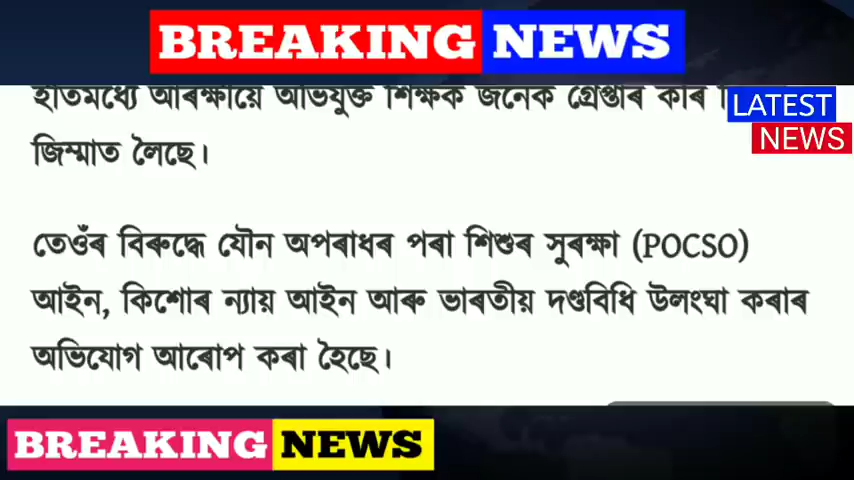 BREAKING NEWS
ইতিমধ্যে আৰক্ষীয়ে অভিযুক্ত শিক্ষক জনেক গ্ৰেপ্তাৰ কৰি
LATEST
NEWS
জিম্মাত লৈছে।
তেওঁৰ বিৰুদ্ধে যৌন অপৰাধৰ পৰা শিশুৰ সুৰক্ষা (POCSO)
আইন, কিশোৰ ন্যায় আইন আৰু ভাৰতীয় দণ্ডবিধি উলংঘা কৰাৰ
অভিযোগ আৰোপ কৰা হৈছে।
BREAKING NEWS